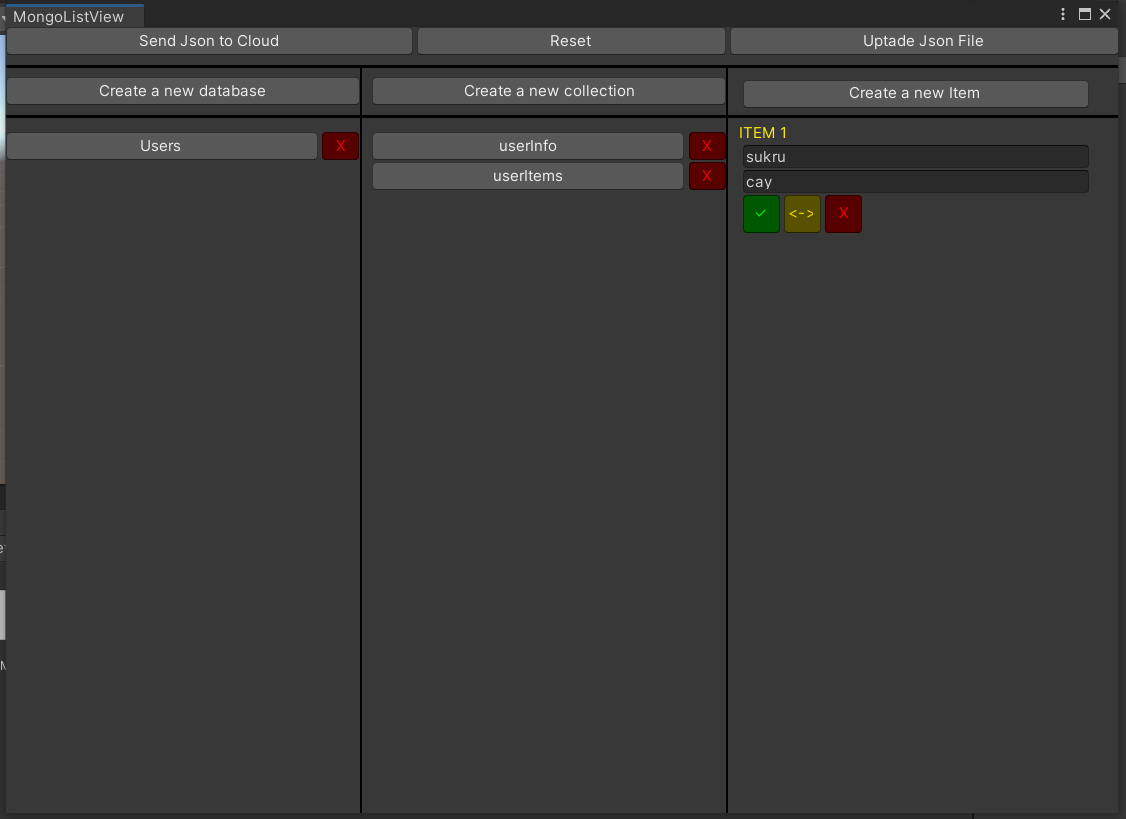 MongoListView
Send Json to Cloud
Reset
Uptade Json File
Create a new database
Create a new collection
Create a new Item
Users
X
userInfo
X
userItems
X
ITEM 1
sukru
cay
✓
<->
X